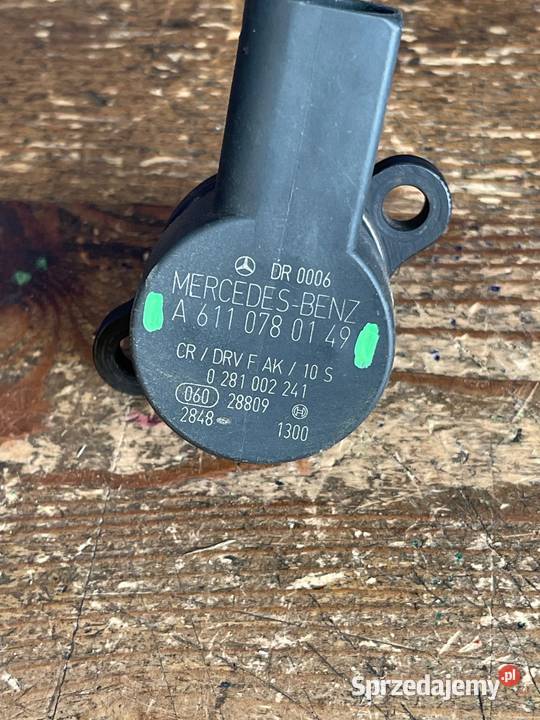 DR 0006
MERCEDES-BENZ
A 611 078 01 49
CR / DRV F AK / 10 S
0 281 002 241
060 28809
2848 1300
Sprzedajemy.pl